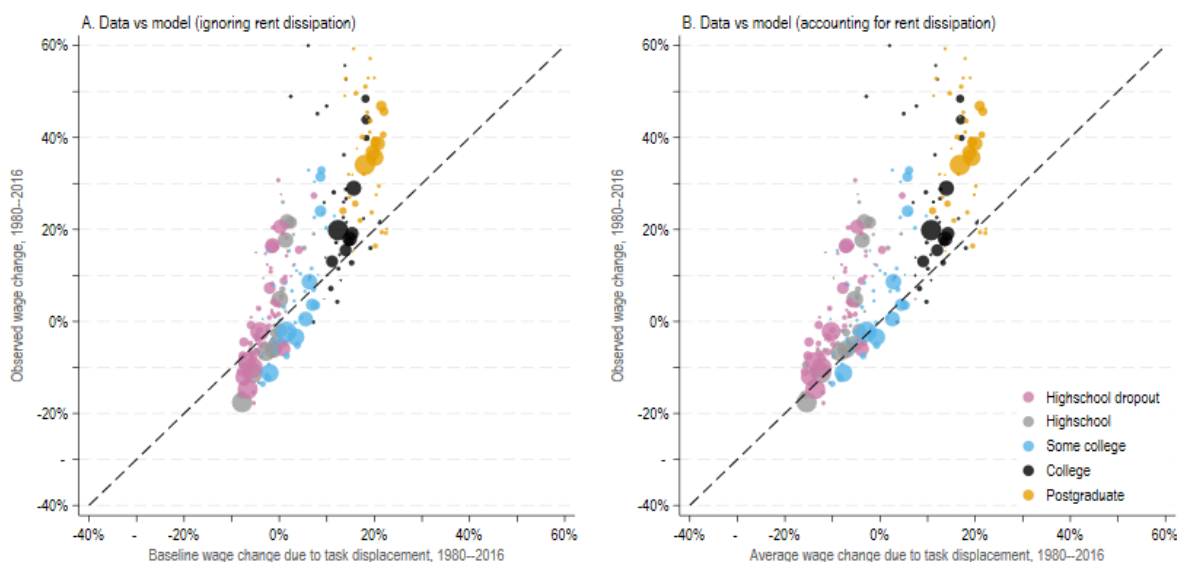 A. Data vs model (ignoring rent dissipation)
60%
40%
20%
0%
-20%
-
-40%
Observed wage change, 1980--2016
-40%
-
-20%
0%
20%
40%
60%
Baseline wage change due to task displacement, 1980--2016
B. Data vs model (accounting for rent dissipation)
60%
40%
20%
0%
-20%
-
-40%
Observed wage change, 1980--2016
-40%
-
-20%
0%
20%
40%
60%
Average wage change due to task displacement, 1980--2016
Highschool dropout
Highschool
Some college
College
Postgraduate